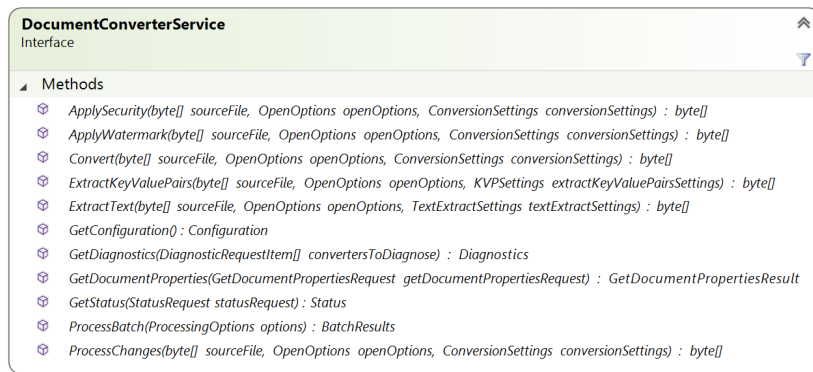 DocumentConverterService
Interface
Methods
ApplySecurity(byte[] sourceFile, OpenOptions openOptions, ConversionSettings conversionSettings) : byte[]
ApplyWatermark(byte[] sourceFile, OpenOptions openOptions, ConversionSettings conversionSettings) : byte[]
Convert(byte[] sourceFile, OpenOptions openOptions, ConversionSettings conversionSettings) : byte[]
ExtractKeyValuePairs(byte[] sourceFile, OpenOptions openOptions, KVPSettings extractKeyValuePairsSettings) : byte[]
ExtractText(byte[] sourceFile, OpenOptions openOptions, TextExtractSettings textExtractSettings) : byte[]
GetConfiguration() : Configuration
GetDiagnostics(DiagnosticRequestItem[] convertersToDiagnose) : Diagnostics
GetDocumentProperties(GetDocumentPropertiesRequest getDocumentPropertiesRequest) : GetDocumentPropertiesResult
GetStatus(StatusRequest statusRequest) : Status
ProcessBatch(ProcessingOptions options) : BatchResults
ProcessChanges(byte[] sourceFile, OpenOptions openOptions, ConversionSettings conversionSettings) : byte[]